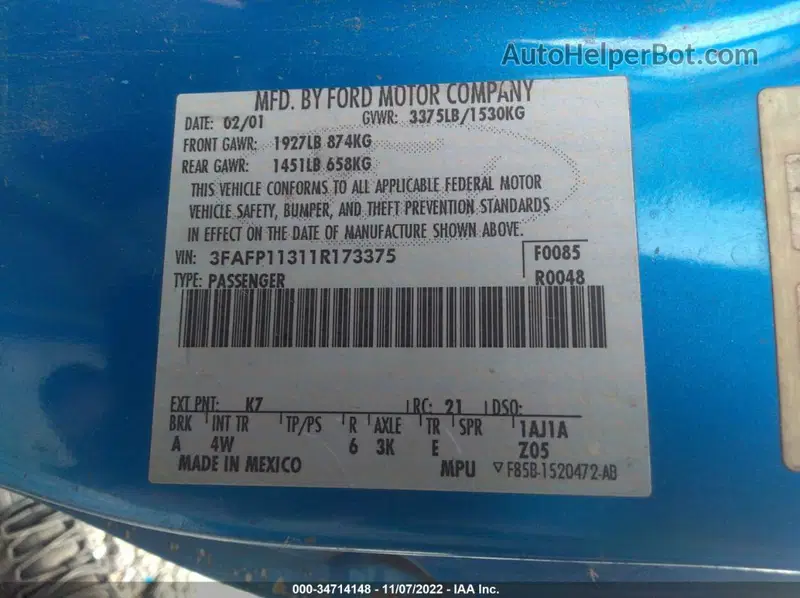 AutoHelperBot.com
MFD. BY FORD MOTOR COMPANY
DATE: 02/01 GVWR: 3375LB/1530KG
FRONT GAWR: 1927LB 874KG
REAR GAWR: 1451LB 658KG
THIS VEHICLE CONFORMS TO ALL APPLICABLE FEDERAL MOTOR
VEHICLE SAFETY, BUMPER, AND THEFT PREVENTION STANDARDS
IN EFFECT ON THE DATE OF MANUFACTURE SHOWN ABOVE.
VIN: 3FAFP11311R173375 F0085
TYPE: PASSENGER R0048
EXT PNT: K7 RC: 21 DSO:
BRK INT TR TP/PS R AXLE TR SPR 1AJ1A
A 4W 6 3K E Z05
MADE IN MEXICO MPU F85B-1520472-AB
000-34714148 - 11/07/2022 - IAA Inc.